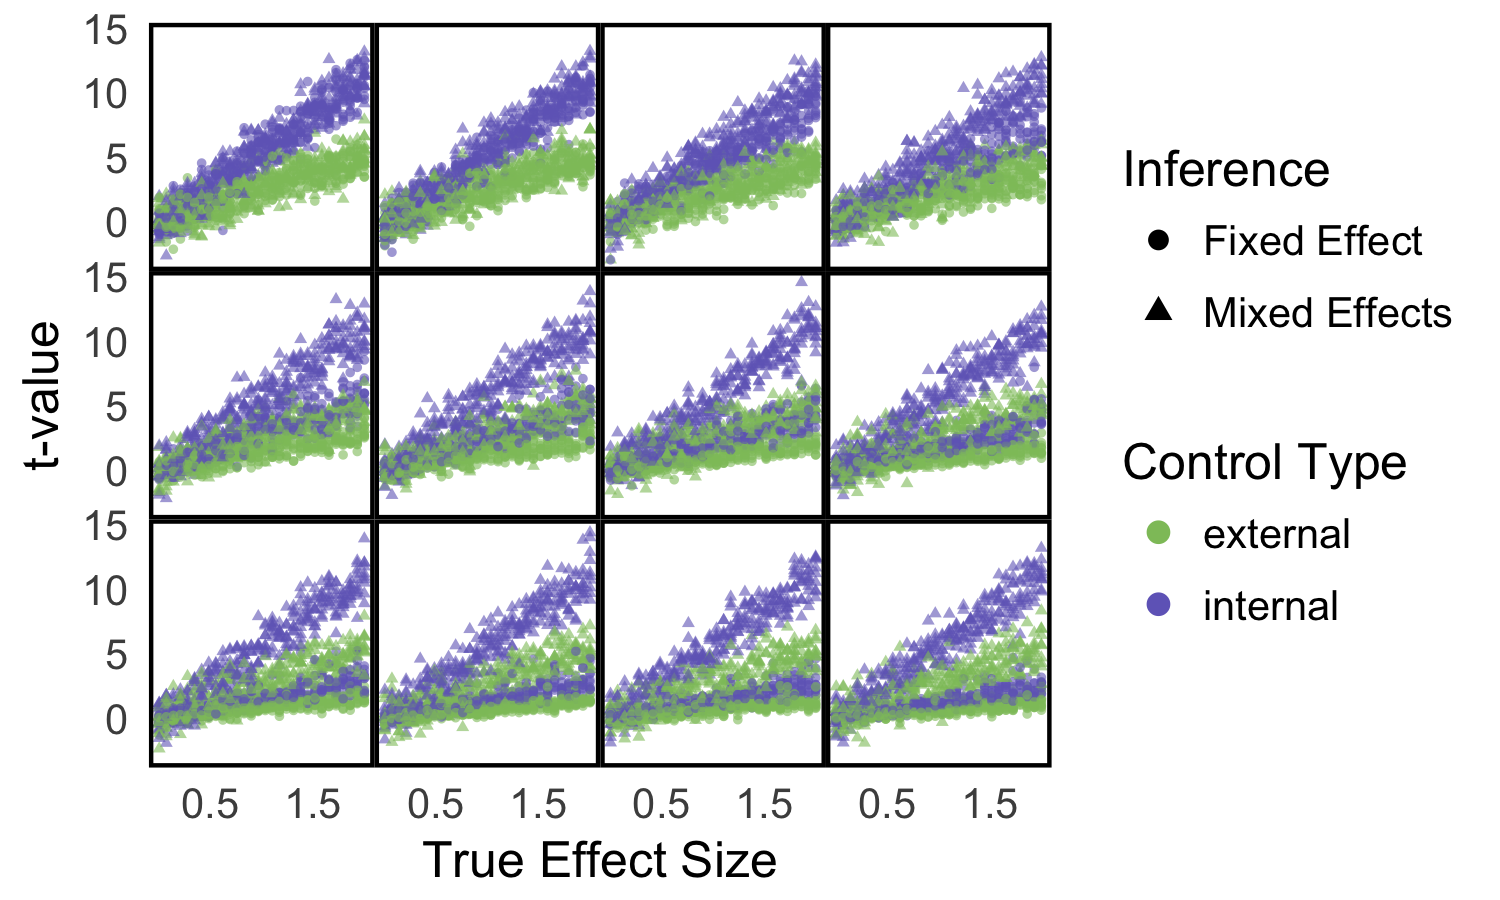 15
10
5
0
15
10
5
0
15
10
5
0
t-value
0.5 1.5 0.5 1.5 0.5 1.5 0.5 1.5
True Effect Size
Inference
Fixed Effect
Mixed Effects
Control Type
external
internal